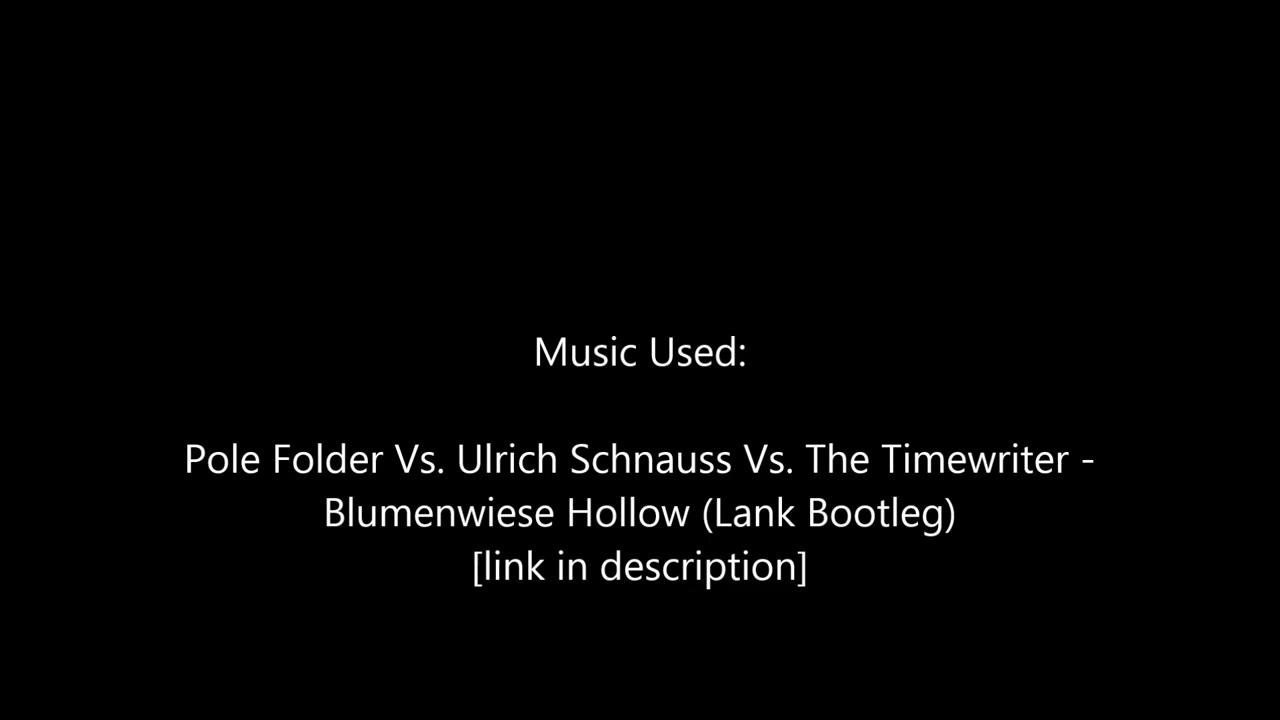 Music Used:
Pole Folder Vs. Ulrich Schnauss Vs. The Timewriter -
Blumenwiese Hollow (Lank Bootleg)
[link in description]